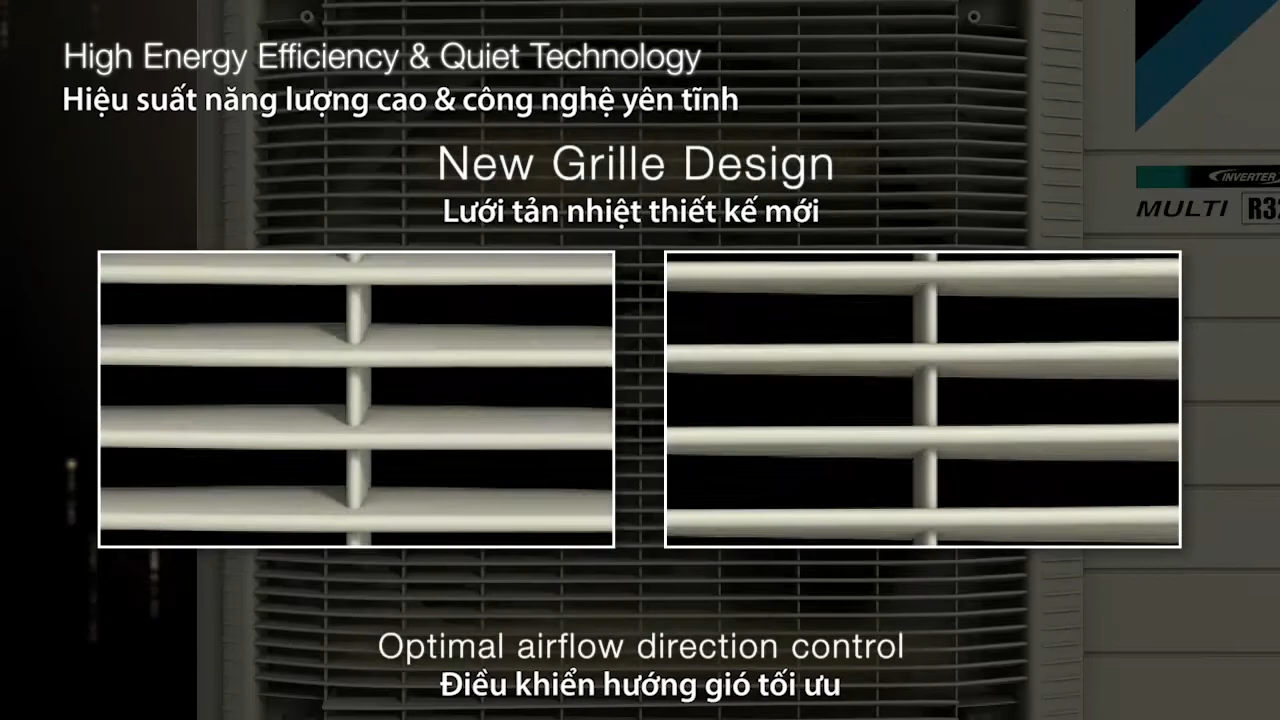 High Energy Efficiency & Quiet Technology
Hiệu suất năng lượng cao & công nghệ yên tĩnh
New Grille Design
Lưới tản nhiệt thiết kế mới
INVERTER
MULTI R32
Optimal airflow direction control
Điều khiển hướng gió tối ưu